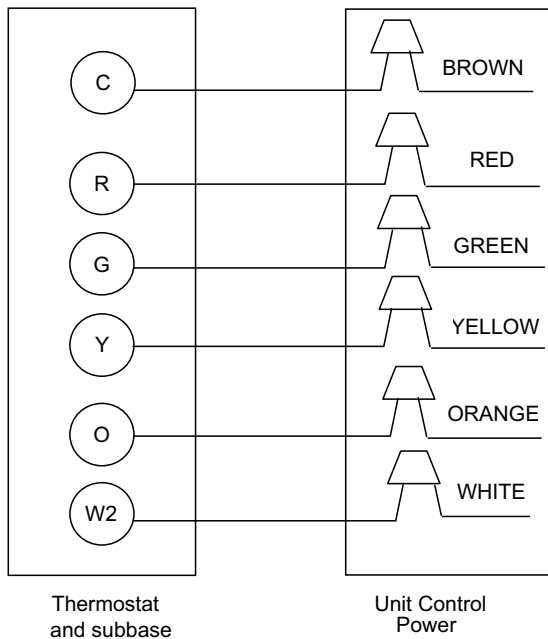 C
BROWN
R
RED
G
GREEN
Y
YELLOW
O
ORANGE
W2
WHITE
Thermostat
and subbase
Unit Control
Power